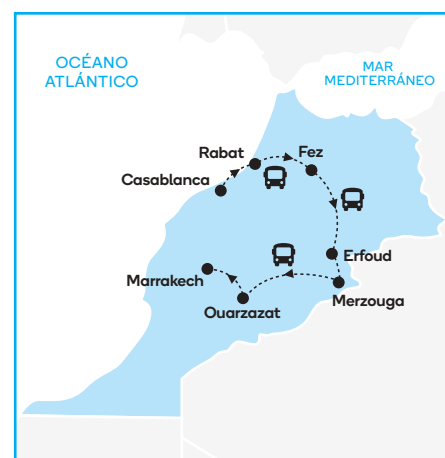 OCÉANO
ATLÁNTICO
MAR
MEDITERRÁNEO
Rabat
Fez
Casablanca
Erfoud
Marrakech
Merzouga
Ouarzazat